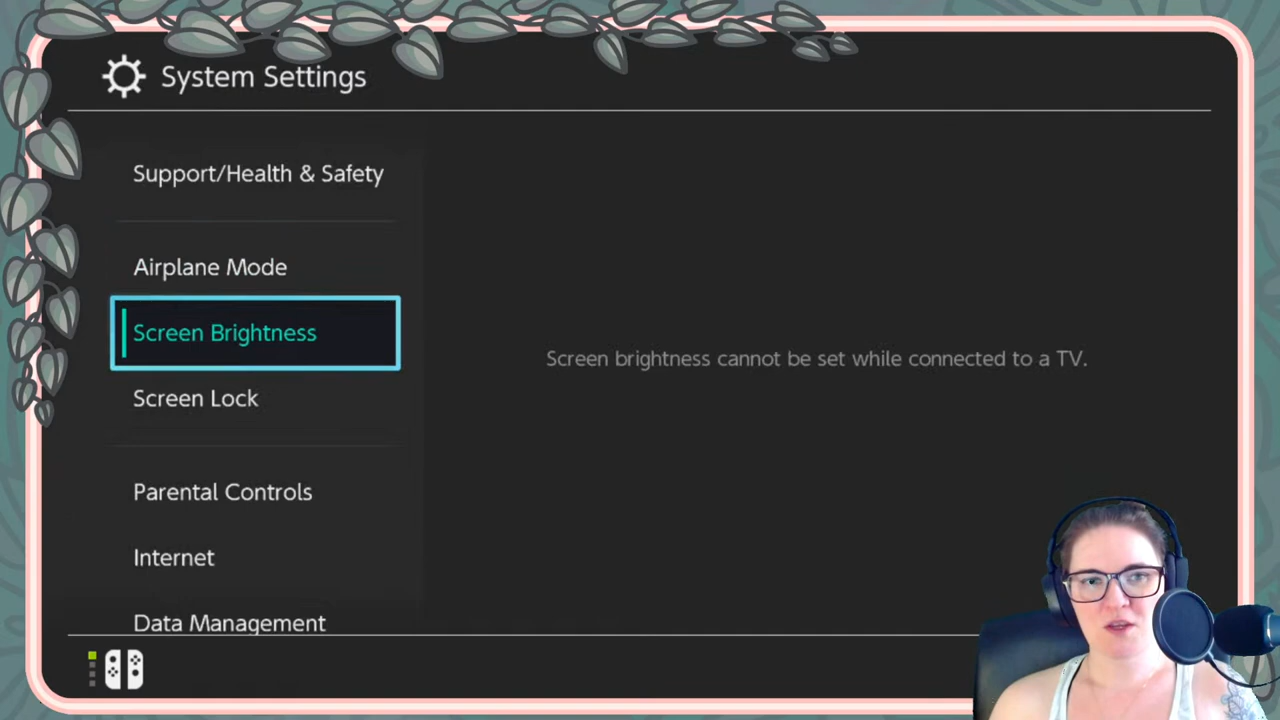 System Settings
Support/Health & Safety
Airplane Mode
Screen Brightness
Screen brightness cannot be set while connected to a TV.
Screen Lock
Parental Controls
Internet
Data Management